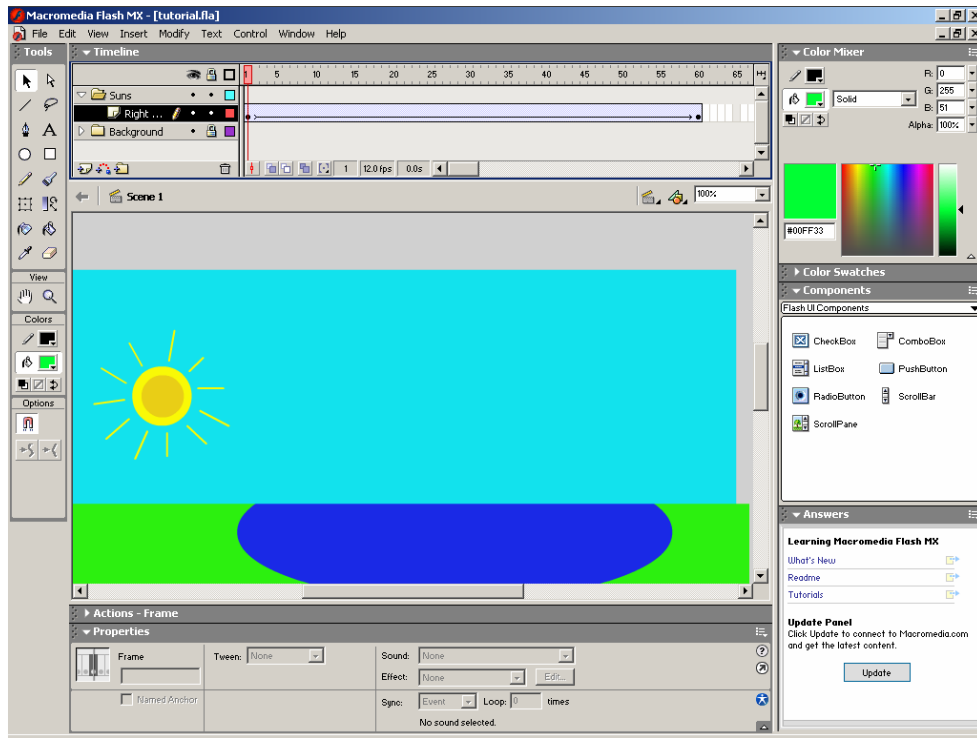 Macromedia Flash MX - [tutorial.fla]
File Edit View Insert Modify Text Control Window Help
Tools
Timeline
1 5 10 15 20 25 30 35 40 45 50 55 60 65
Suns
Right ...
Background
1 12.0 fps 0.0s
Scene 1
100%
View
Colors
Options
Color Mixer
R: 0
G: 255
Solid
B: 51
Alpha: 100%
#00FF33
Color Swatches
Components
Flash UI Components
CheckBox ComboBox
ListBox PushButton
RadioButton ScrollBar
ScrollPane
Answers
Learning Macromedia Flash MX
What's New
Readme
Tutorials
Update Panel
Click Update to connect to Macromedia.com
and get the latest content.
Update
Actions - Frame
Properties
Frame Tween: None Sound: None
Effect: None Edit...
Named Anchor Sync: Event Loop: 0 times
No sound selected.